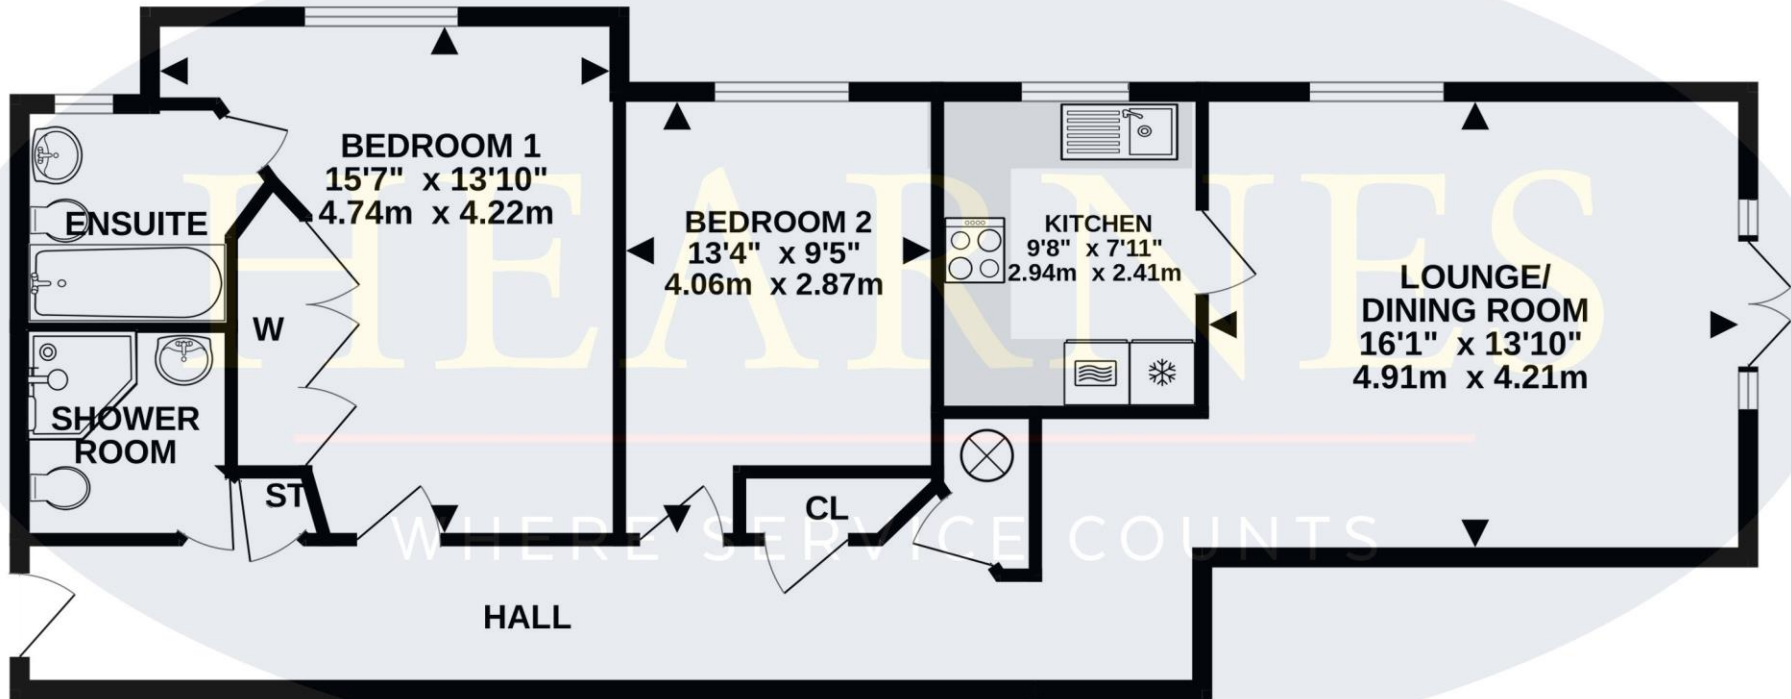 BEDROOM 1
15'7" x 13'10"
4.74m x 4.22m
ENSUITE
W
SHOWER
ROOM
ST
BEDROOM 2
13'4" x 9'5"
4.06m x 2.87m
CL
KITCHEN
9'8" x 7'11"
2.94m x 2.41m
LOUNGE/
DINING ROOM
16'1" x 13'10"
4.91m x 4.21m
HALL
HEARNES
WHERE SERVICE COUNTS